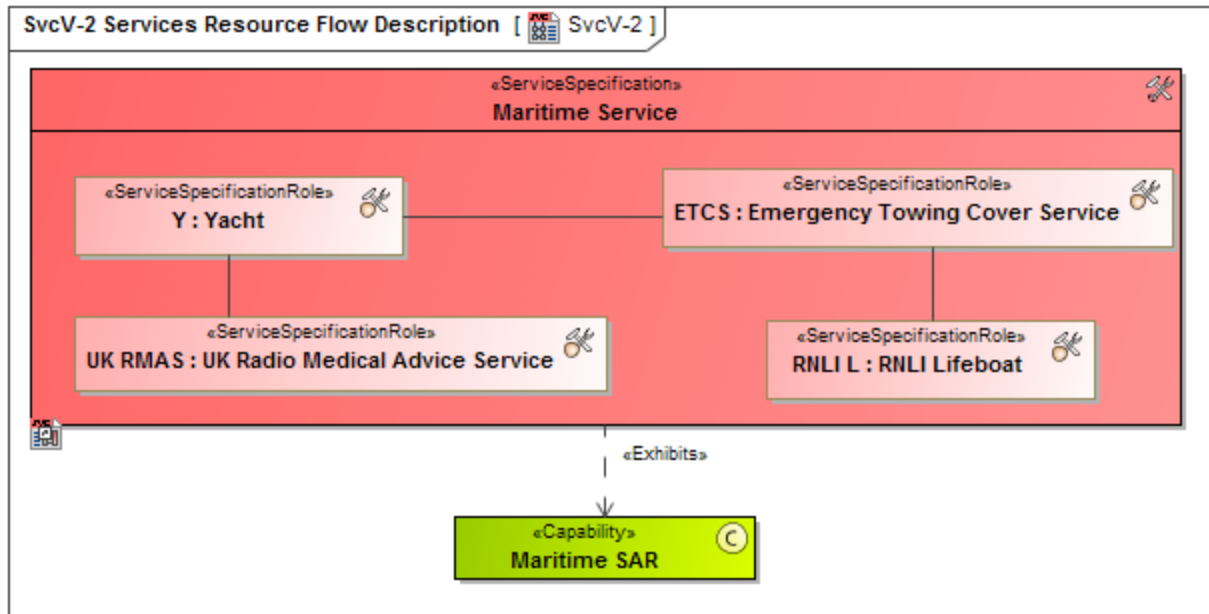 SvcV-2 Services Resource Flow Description [ SvcV-2 ]
«ServiceSpecification»
Maritime Service
«ServiceSpecificationRole»
Y : Yacht
«ServiceSpecificationRole»
ETCS : Emergency Towing Cover Service
«ServiceSpecificationRole»
UK RMAS : UK Radio Medical Advice Service
«ServiceSpecificationRole»
RNLI L : RNLI Lifeboat
«Exhibits»
«Capability»
Maritime SAR
C